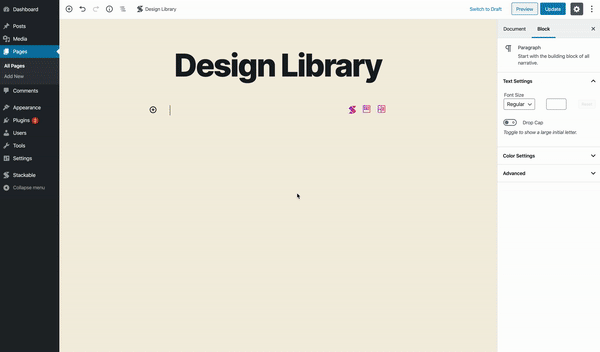 Dashboard
Design Library
Switch to Draft
Preview
Update
Posts
Media
Pages
All Pages
Add New
Comments
Appearance
Plugins
Users
Tools
Settings
Stackable
Collapse menu
Design Library
Document
Block
Paragraph
Start with the building block of all
narrative.
Text Settings
Font Size
Regular
Drop Cap
Toggle to show a large initial letter.
Color Settings
Advanced